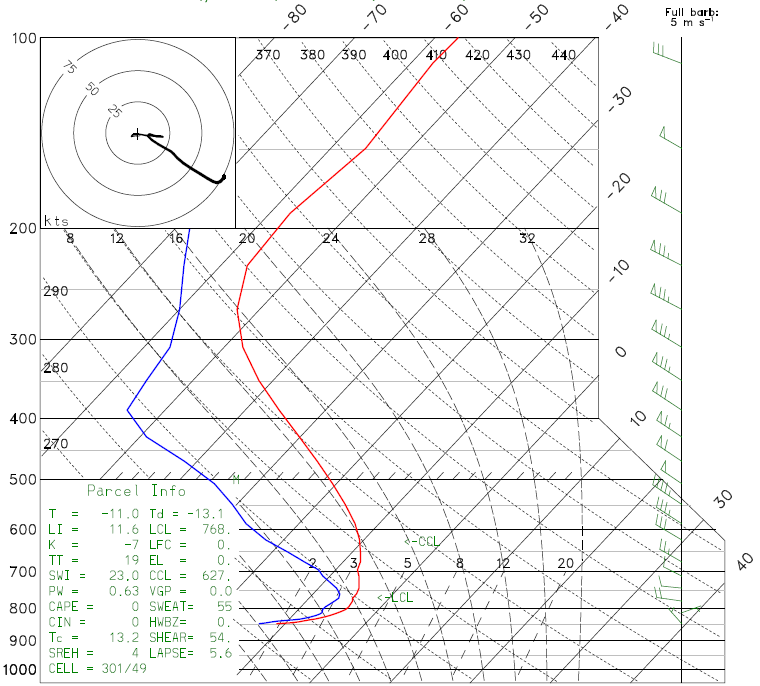 -80 -70 -60 -50 -40
Full barb:
5 m s⁻¹
100
370 380 390 400 410 420 430 440
75
50
25
-30
-20
kts
200
8 12 16 20 24 28 32
-10
290
300
0
280
400
10
270
500
M
30
Parcel Info
T = -11.0 Td = -13.1
LI = 11.6 LCL = 768.
K = -7 LFC = 0.
TT = 19 EL = 0.
SWI = 23.0 CCL = 627.
PW = 0.63 VGP = 0.0
CAPE = 0 SWEAT= 55
CIN = 0 HWBZ= 0.
Tc = 13.2 SHEAR= 54.
SREH = 4 LAPSE= 5.6
CELL = 301/49
600
<-CCL
2 3 5 8 12 20
40
700
<-LCL
800
900
1000